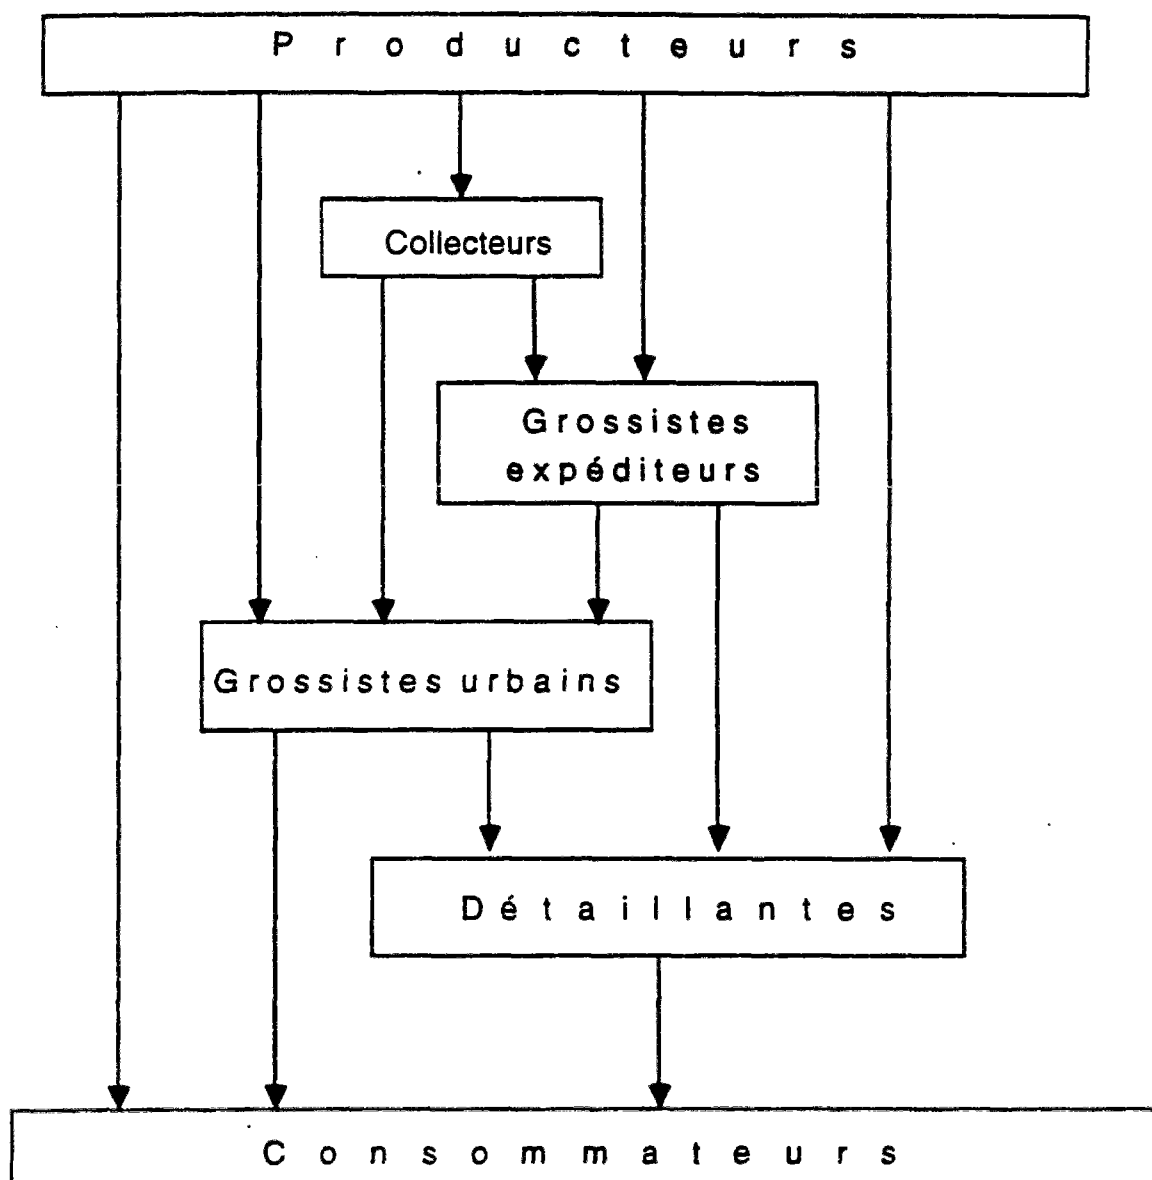 Producteurs
Collecteurs
Grossistes
expéditeurs
Grossistes urbains
Détaillantes
Consommateurs